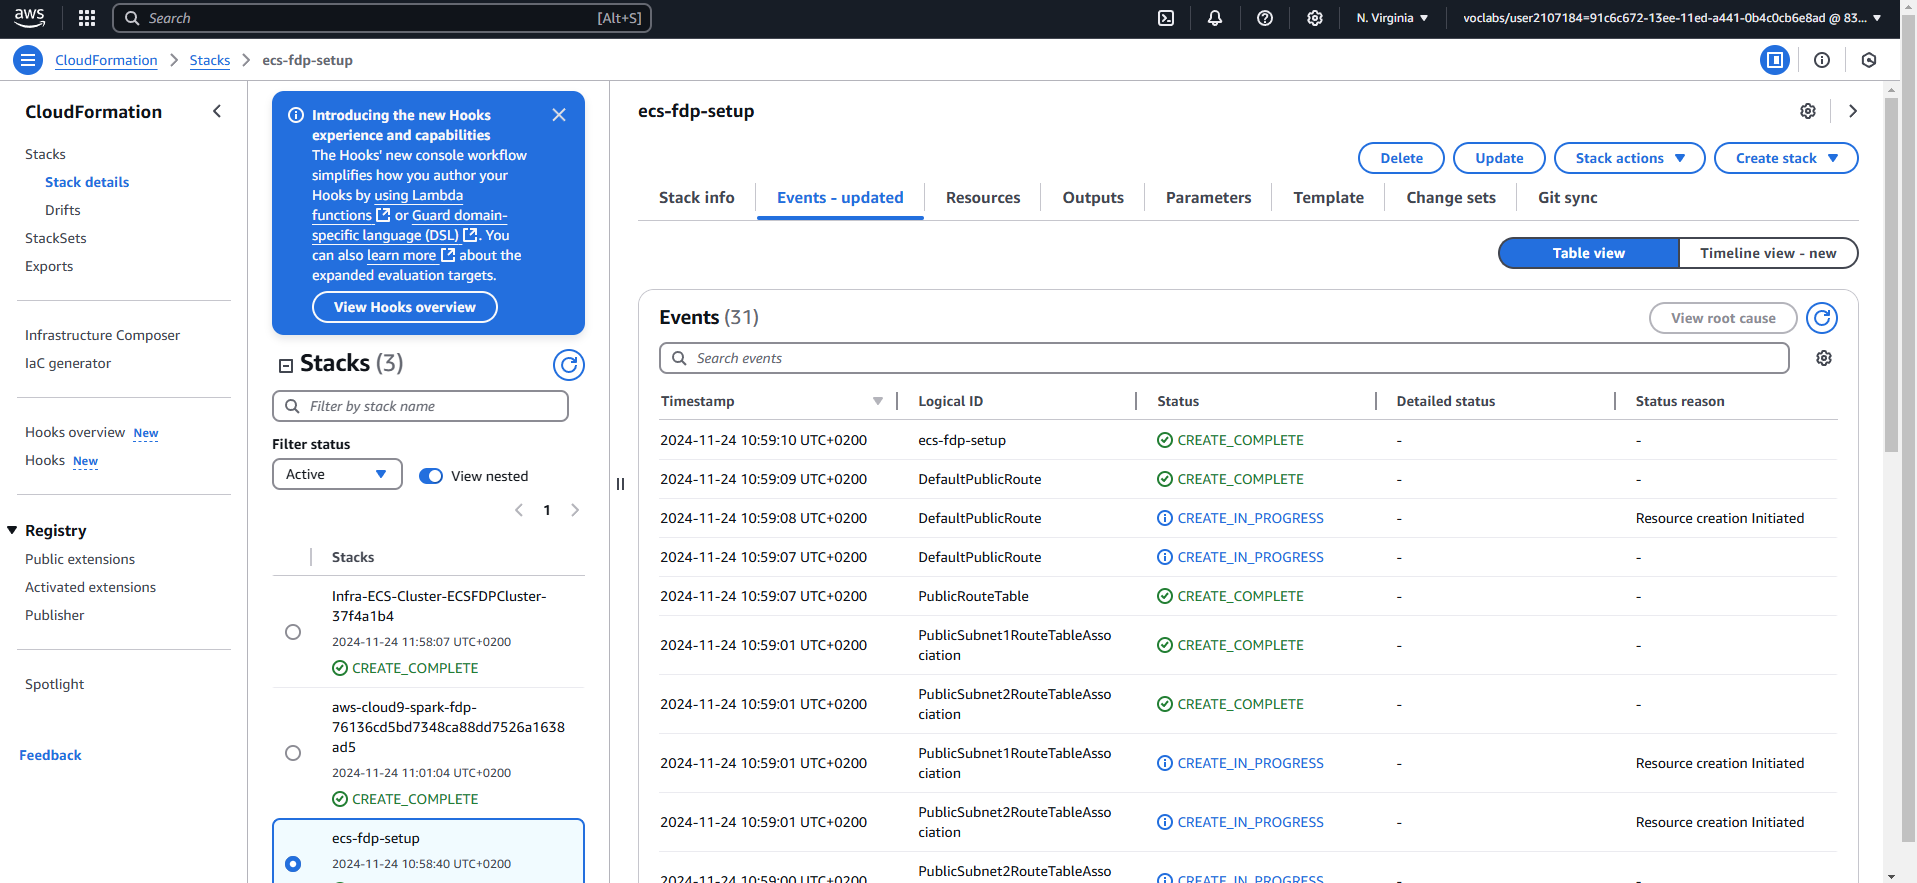 aws
Search
[Alt+S]
N. Virginia
voclabs/user2107184=91c6c672-13ee-11ed-a441-0b4c0cb6e8ad @ 83...
CloudFormation
Stacks
ecs-fdp-setup
CloudFormation
Stacks
Stack details
Drifts
StackSets
Exports
Infrastructure Composer
IaC generator
Hooks overview New
Hooks New
Registry
Public extensions
Activated extensions
Publisher
Spotlight
Feedback
Introducing the new Hooks
experience and capabilities
The Hooks' new console workflow
simplifies how you author your
Hooks by using Lambda
functions or Guard domain-
specific language (DSL). You
can also learn more about the
expanded evaluation targets.
View Hooks overview
Stacks (3)
Filter by stack name
Filter status
Active
View nested
1
Stacks
Infra-ECS-Cluster-ECSFDPCluster-
37f4a1b4
2024-11-24 11:58:07 UTC+0200
CREATE_COMPLETE
aws-cloud9-spark-fdp-
76136cd5bd7348ca88dd7526a1638
ad5
2024-11-24 11:01:04 UTC+0200
CREATE_COMPLETE
ecs-fdp-setup
2024-11-24 10:58:40 UTC+0200
ecs-fdp-setup
Delete
Update
Stack actions
Create stack
Stack info
Events - updated
Resources
Outputs
Parameters
Template
Change sets
Git sync
Table view
Timeline view - new
Events (31)
View root cause
Search events
Timestamp Logical ID Status Detailed status Status reason
2024-11-24 10:59:10 UTC+0200 ecs-fdp-setup CREATE_COMPLETE - -
2024-11-24 10:59:09 UTC+0200 DefaultPublicRoute CREATE_COMPLETE - -
2024-11-24 10:59:08 UTC+0200 DefaultPublicRoute CREATE_IN_PROGRESS - Resource creation Initiated
2024-11-24 10:59:07 UTC+0200 DefaultPublicRoute CREATE_IN_PROGRESS - -
2024-11-24 10:59:07 UTC+0200 PublicRouteTable CREATE_COMPLETE - -
2024-11-24 10:59:01 UTC+0200 PublicSubnet1RouteTableAsso
ciation CREATE_COMPLETE - -
2024-11-24 10:59:01 UTC+0200 PublicSubnet2RouteTableAsso
ciation CREATE_COMPLETE - -
2024-11-24 10:59:01 UTC+0200 PublicSubnet1RouteTableAsso
ciation CREATE_IN_PROGRESS - Resource creation Initiated
2024-11-24 10:59:01 UTC+0200 PublicSubnet2RouteTableAsso
ciation CREATE_IN_PROGRESS - Resource creation Initiated
2024-11-24 10:59:00 UTC+0200 PublicSubnet2RouteTableAsso
CREATE_IN_PROGRESS - -